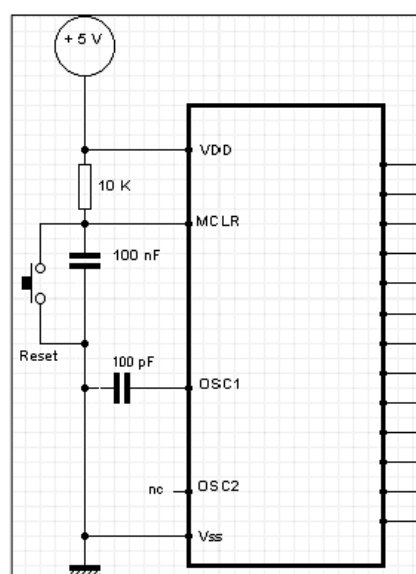 + 5 V
VDD
10 K
MCLR
100 nF
Reset
100 pF
OSC1
nc
OSC2
Vss